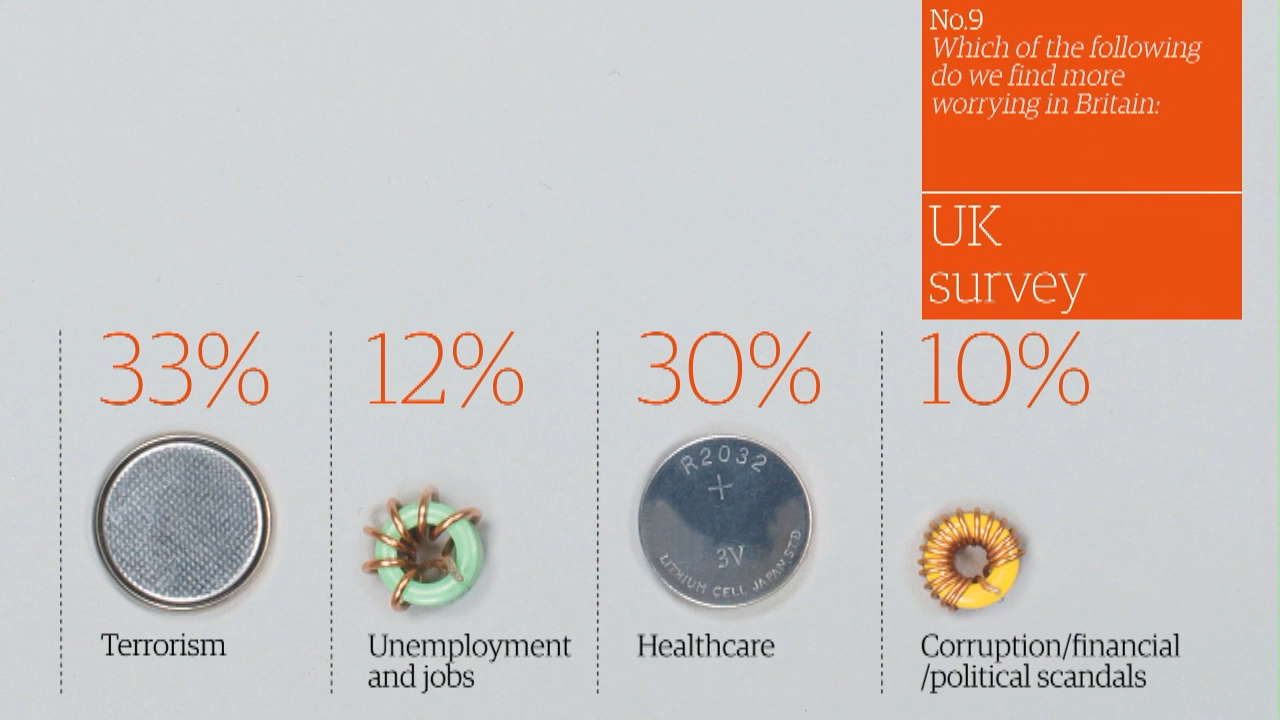 No.9
Which of the following
do we find more
worrying in Britain:
UK
survey
33%
12%
30%
10%
R2032
+
3V
LITHIUM CELL JAPAN STD
Terrorism
Unemployment
and jobs
Healthcare
Corruption/financial
/political scandals